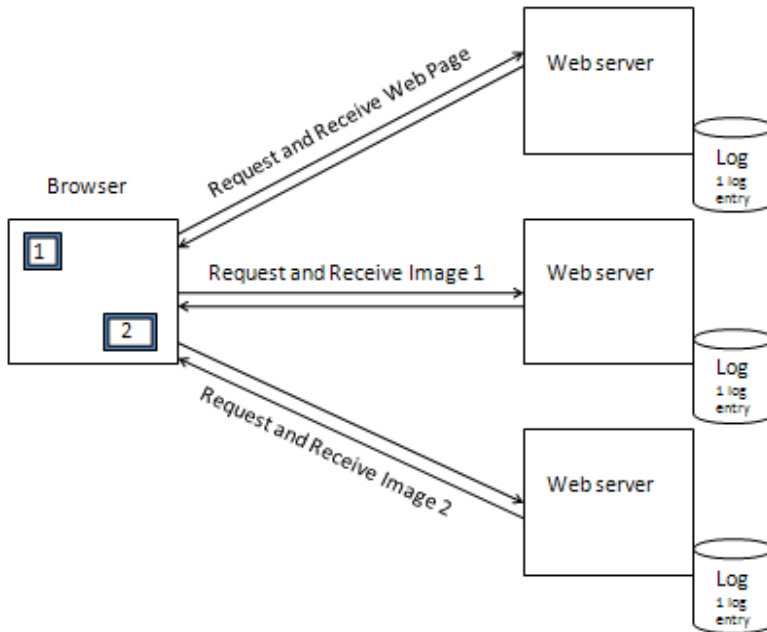 Web server
Request and Receive Web Page
Log
1 log
entry
Browser
1
2
Request and Receive Image 1
Web server
Log
1 log
entry
Request and Receive Image 2
Web server
Log
1 log
entry